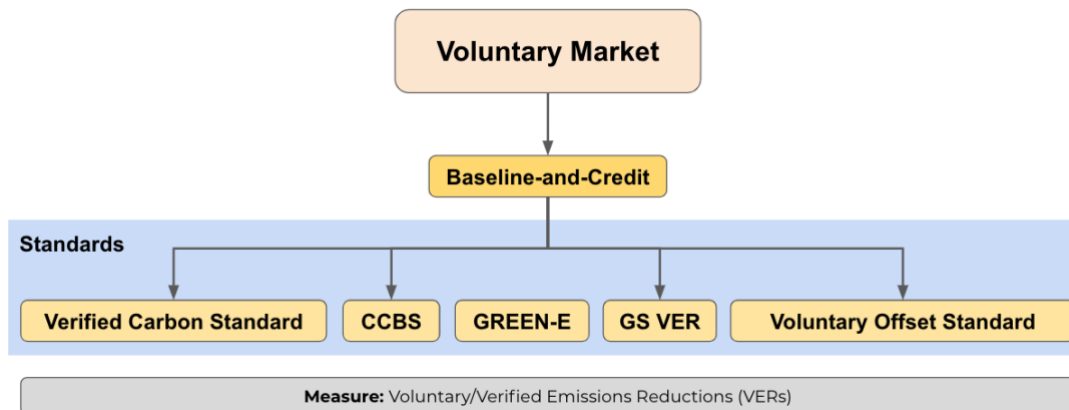 Voluntary Market
Baseline-and-Credit
Standards
Verified Carbon Standard
CCBS
GREEN-E
GS VER
Voluntary Offset Standard
Measure: Voluntary/Verified Emissions Reductions (VERs)